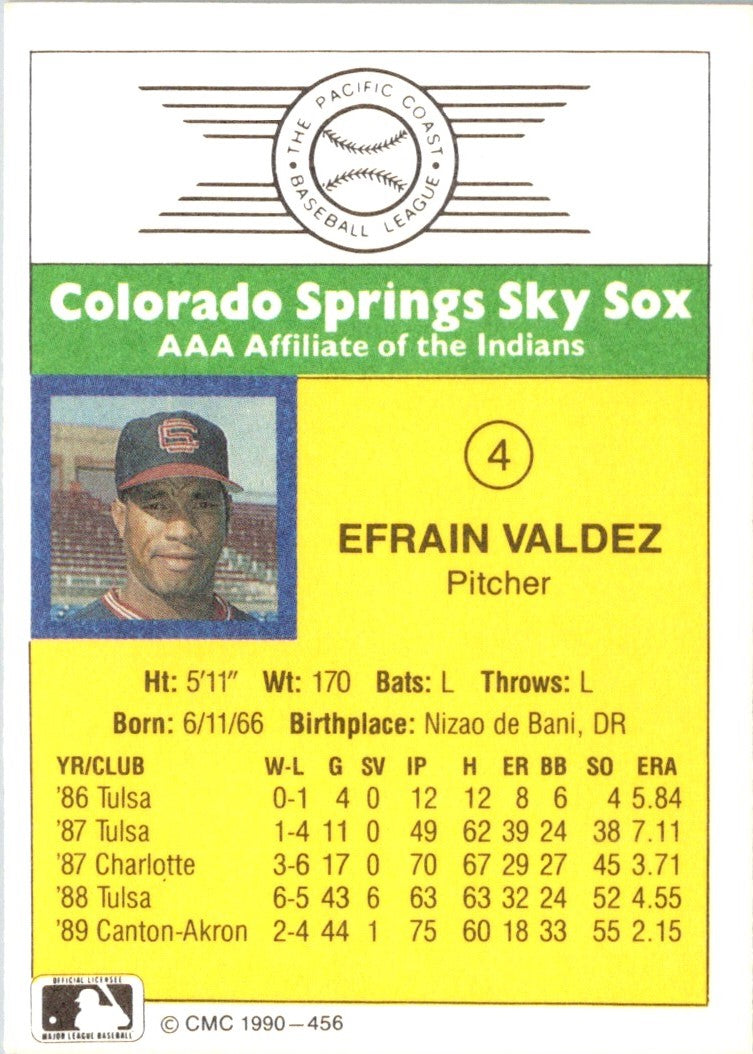 THE PACIFIC COAST
BASEBALL LEAGUE
Colorado Springs Sky Sox
AAA Affiliate of the Indians
4
EFRAIN VALDEZ
Pitcher
Ht: 5'11" Wt: 170 Bats: L Throws: L
Born: 6/11/66 Birthplace: Nizao de Bani, DR
YR/CLUB W-L G SV IP H ER BB SO ERA
'86 Tulsa 0-1 4 0 12 12 8 6 4 5.84
'87 Tulsa 1-4 11 0 49 62 39 24 38 7.11
'87 Charlotte 3-6 17 0 70 67 29 27 45 3.71
'88 Tulsa 6-5 43 6 63 63 32 24 52 4.55
'89 Canton-Akron 2-4 44 1 75 60 18 33 55 2.15
OFFICIAL LICENSEE
MAJOR LEAGUE BASEBALL
© CMC 1990–456